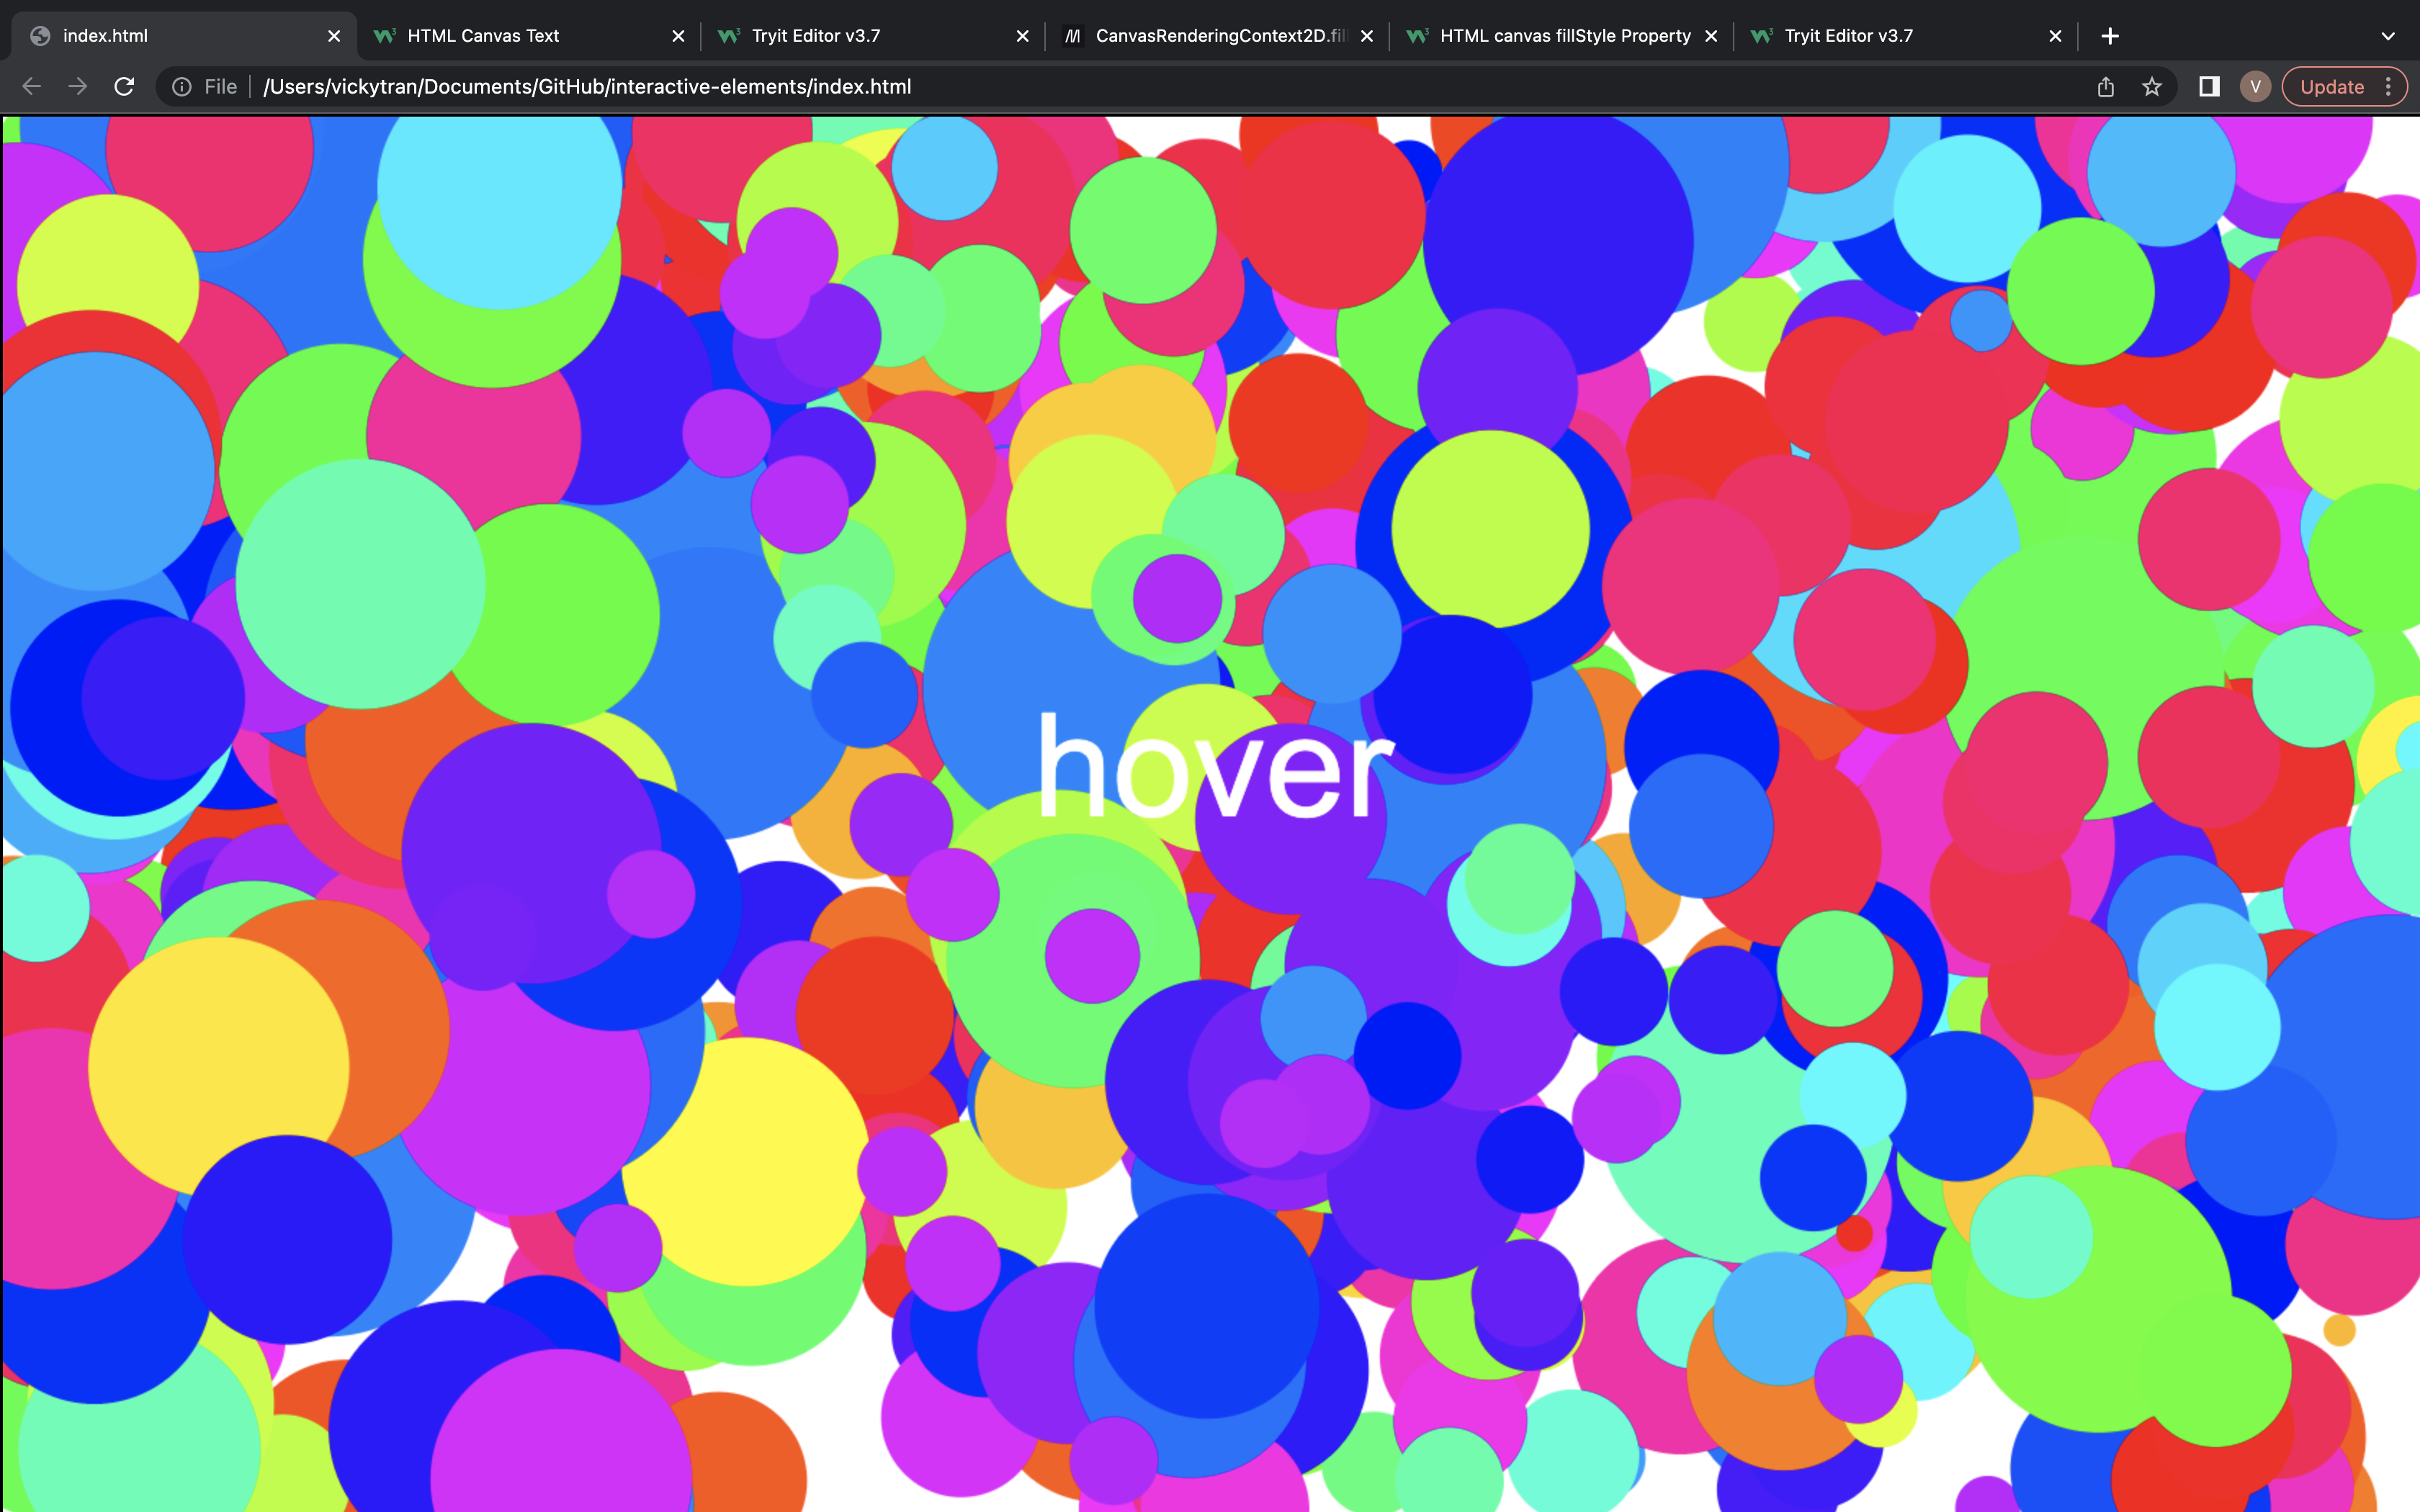 index.html
HTML Canvas Text
Tryit Editor v3.7
CanvasRenderingContext2D.fil
HTML canvas fillStyle Property
Tryit Editor v3.7
File
/Users/vickytran/Documents/GitHub/interactive-elements/index.html
V
Update
hover